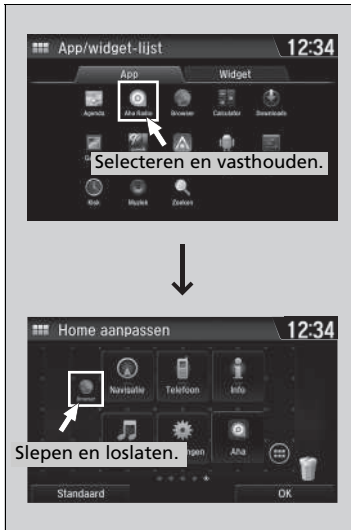 App/widget-lijst 12:34
App Widget
Agenda Aha Radio Browser Calculator Downloads
Selecteren en vasthouden.
Klok Muziek Zoeken
Home aanpassen 12:34
Browser Navigatie Telefoon Info
Slepen en loslaten.
Aha
Standaard OK